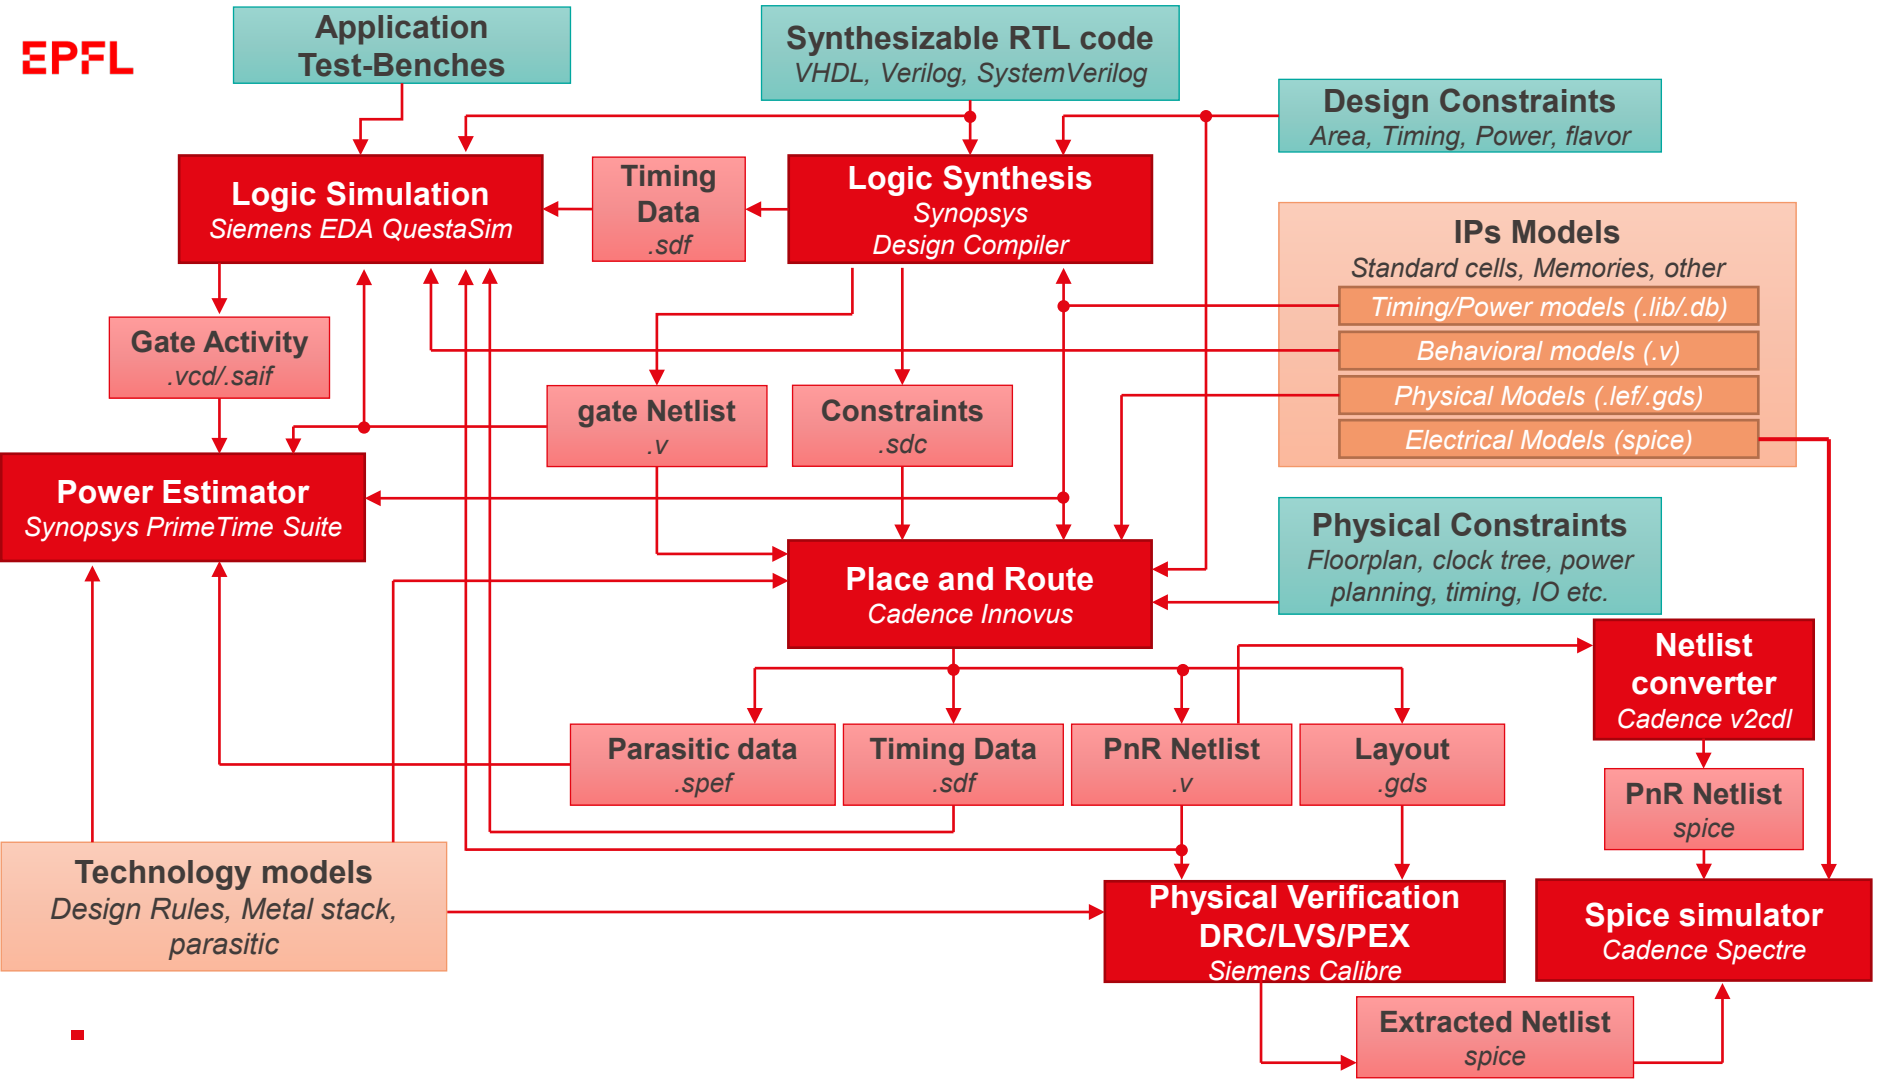 EPFL
Application
Test-Benches
Synthesizable RTL code
VHDL, Verilog, SystemVerilog
Design Constraints
Area, Timing, Power, flavor
Logic Simulation
Siemens EDA QuestaSim
Timing
Data
.sdf
Logic Synthesis
Synopsys
Design Compiler
IPs Models
Standard cells, Memories, other
Timing/Power models (.lib/.db)
Behavioral models (.v)
Physical Models (.lef/.gds)
Electrical Models (spice)
Gate Activity
.vcd/.saif
gate Netlist
.v
Constraints
.sdc
Power Estimator
Synopsys PrimeTime Suite
Physical Constraints
Floorplan, clock tree, power
planning, timing, IO etc.
Place and Route
Cadence Innovus
Netlist
converter
Cadence v2cdl
Parasitic data
.spef
Timing Data
.sdf
PnR Netlist
.v
Layout
.gds
PnR Netlist
spice
Technology models
Design Rules, Metal stack,
parasitic
Physical Verification
DRC/LVS/PEX
Siemens Calibre
Spice simulator
Cadence Spectre
Extracted Netlist
spice